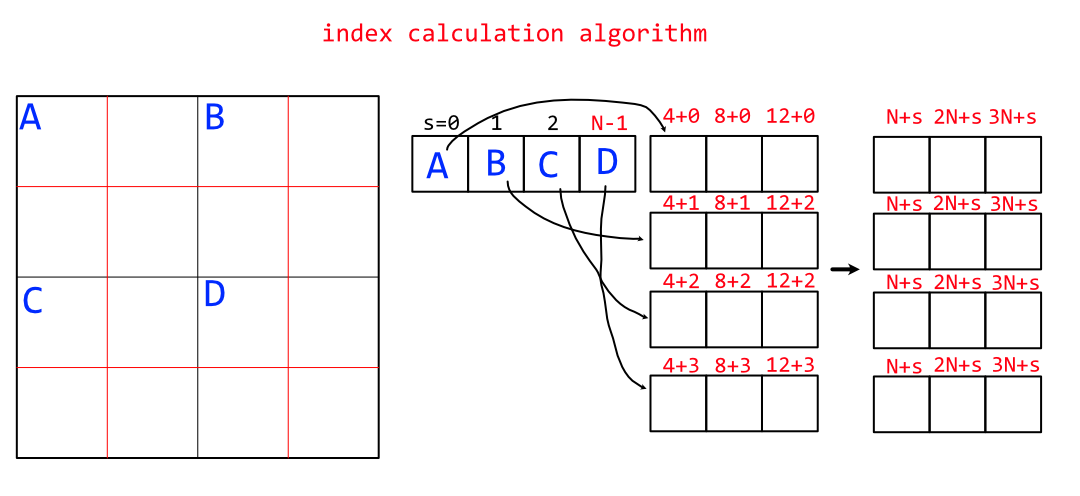 index calculation algorithm
A B
C D
s=0 1 2 N-1
A B C D
4+0 8+0 12+0
4+1 8+1 12+2
4+2 8+2 12+2
4+3 8+3 12+3
N+s 2N+s 3N+s
N+s 2N+s 3N+s
N+s 2N+s 3N+s
N+s 2N+s 3N+s